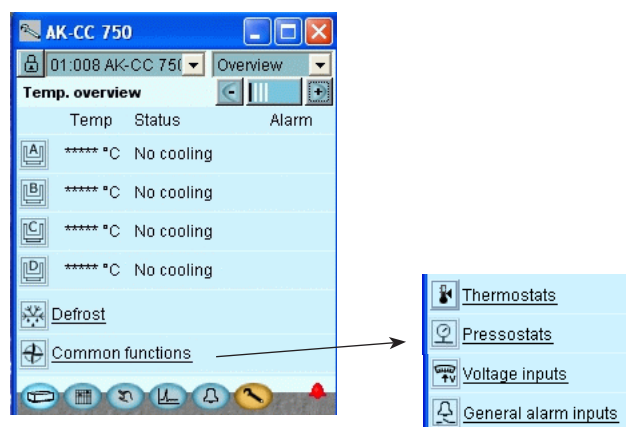 AK-CC 750
01:008 AK-CC 75( Overview
Temp. overview - +
Temp Status Alarm
A ***** °C No cooling
B ***** °C No cooling
C ***** °C No cooling
D ***** °C No cooling
Defrost
Common functions
Thermostats
Pressostats
V Voltage inputs
General alarm inputs